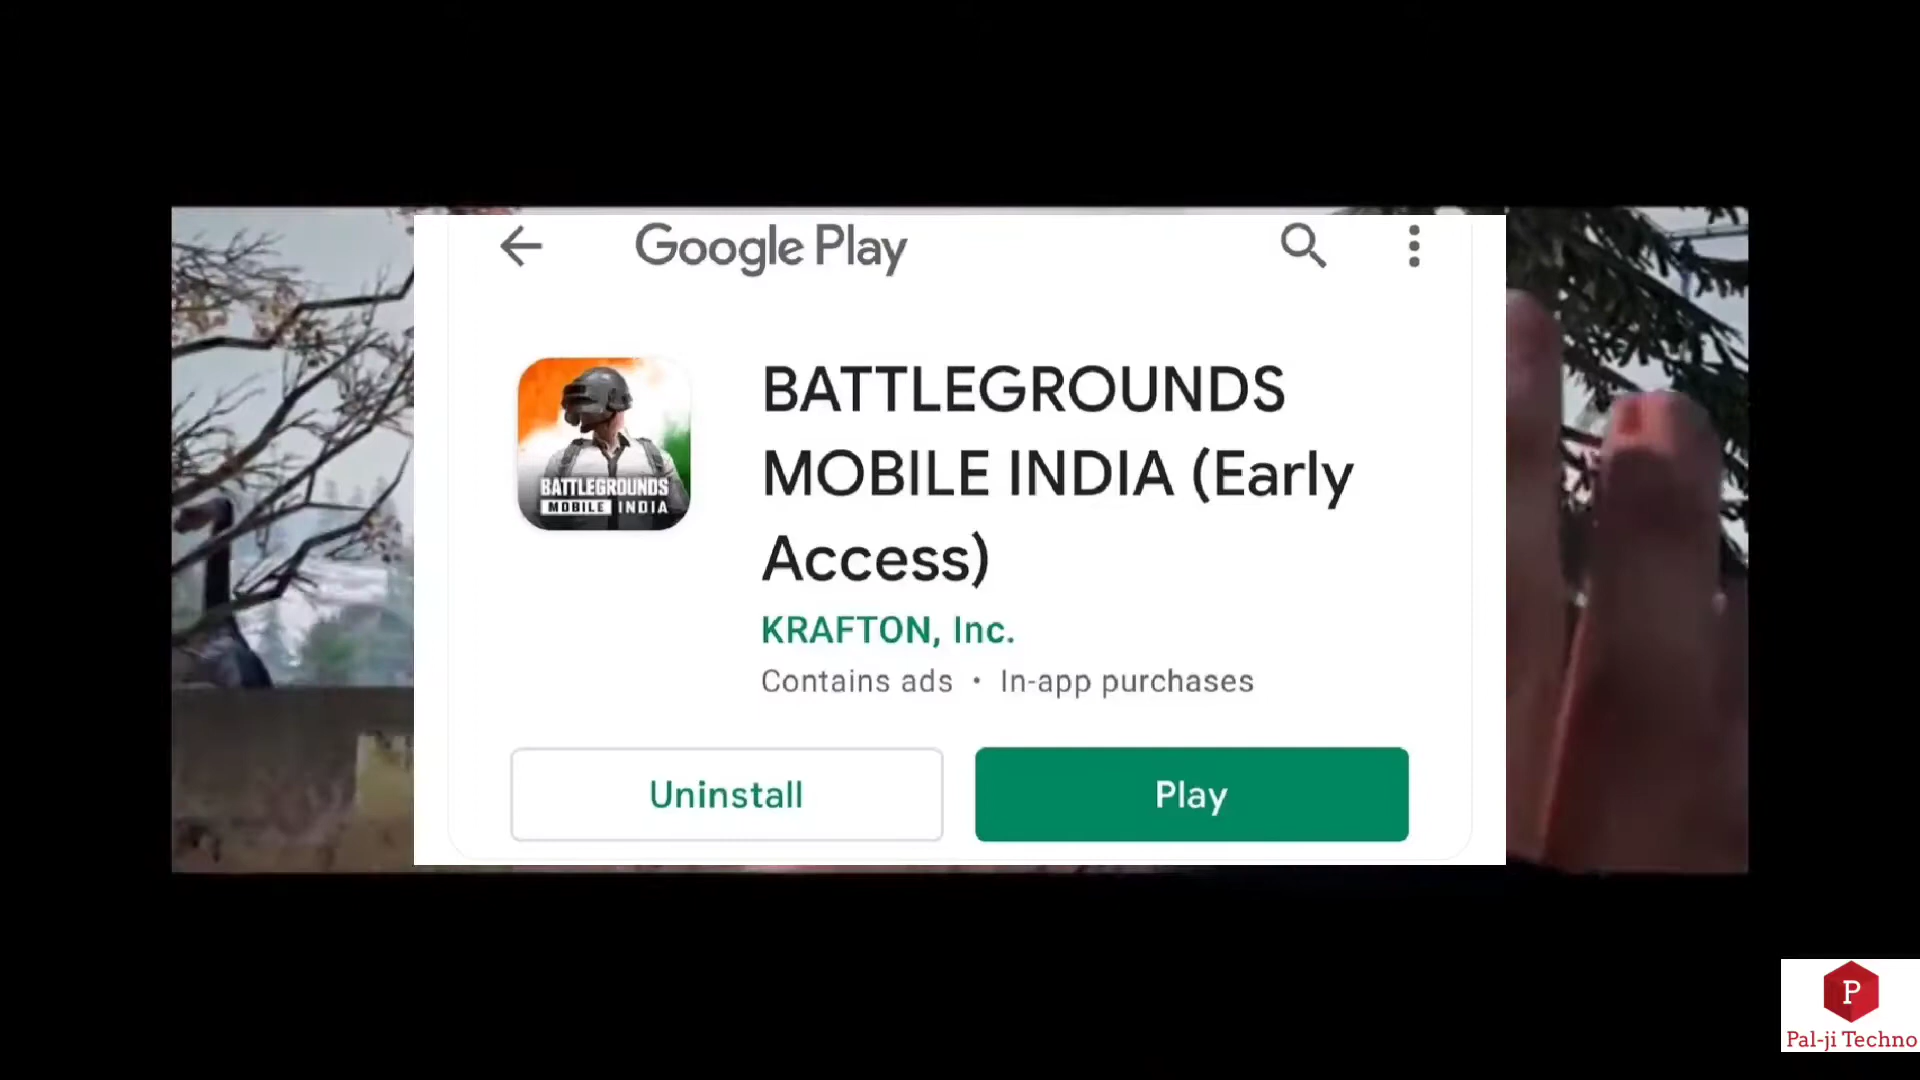 Google Play
BATTLEGROUNDS
MOBILE INDIA (Early
Access)
BATTLEGROUNDS
MOBILE INDIA
KRAFTON, Inc.
Contains ads • In-app purchases
Uninstall
Play
P
Pal-ji Techno